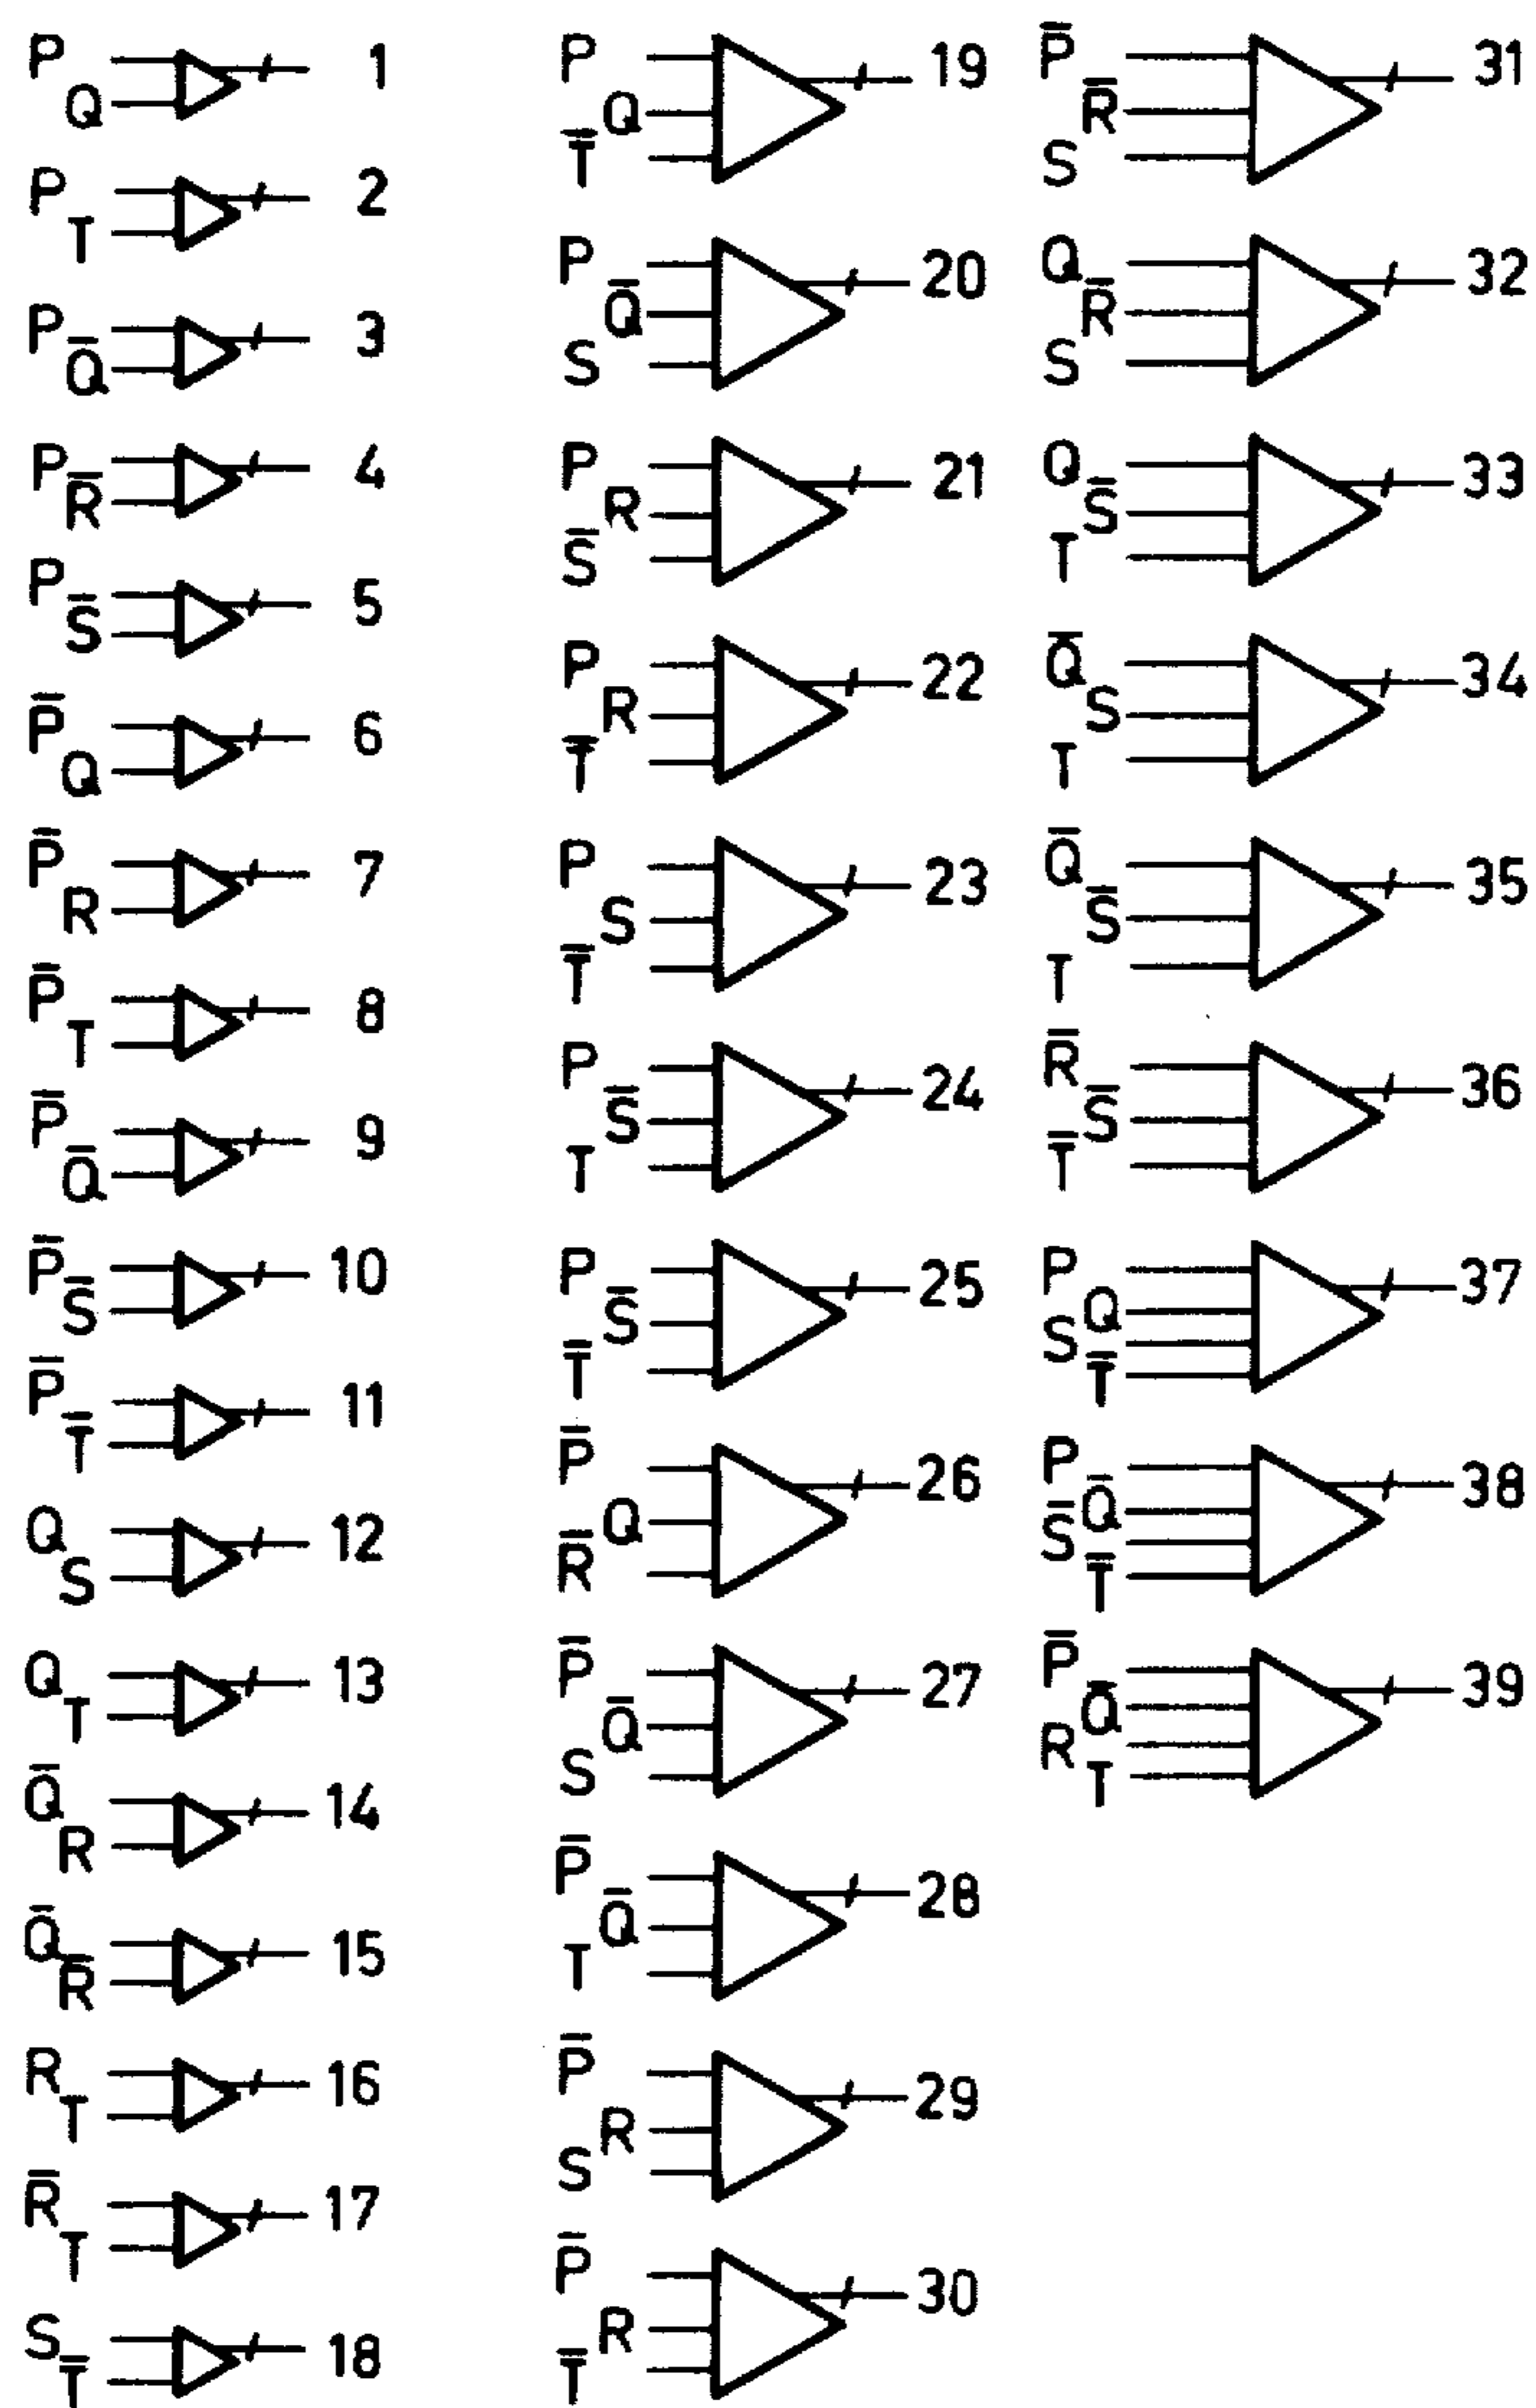 P Q 1
P T 2
P Q̅ 3
P R̅ 4
P S̅ 5
P̅ Q 6
P̅ R 7
P̅ T 8
P̅ Q̅ 9
P̅ S̅ 10
P̅ T̅ 11
Q S 12
Q T 13
Q̅ R 14
Q̅ R̅ 15
R T 16
R̅ T 17
S T̅ 18
P Q T̅ 19
P Q̅ S 20
P R S̅ 21
P R T̅ 22
P S T̅ 23
P S̅ T 24
P S̅ T̅ 25
P̅ Q R̅ 26
P̅ Q̅ S 27
P̅ Q̅ T 28
P̅ R S 29
P̅ R T̅ 30
P̅ R̅ S 31
Q R̅ S 32
Q S̅ T 33
Q̅ S T 34
Q̅ S̅ T 35
R̅ S̅ T̅ 36
P Q S T̅ 37
P Q̅ S̅ T̅ 38
P̅ Q̅ R T 39